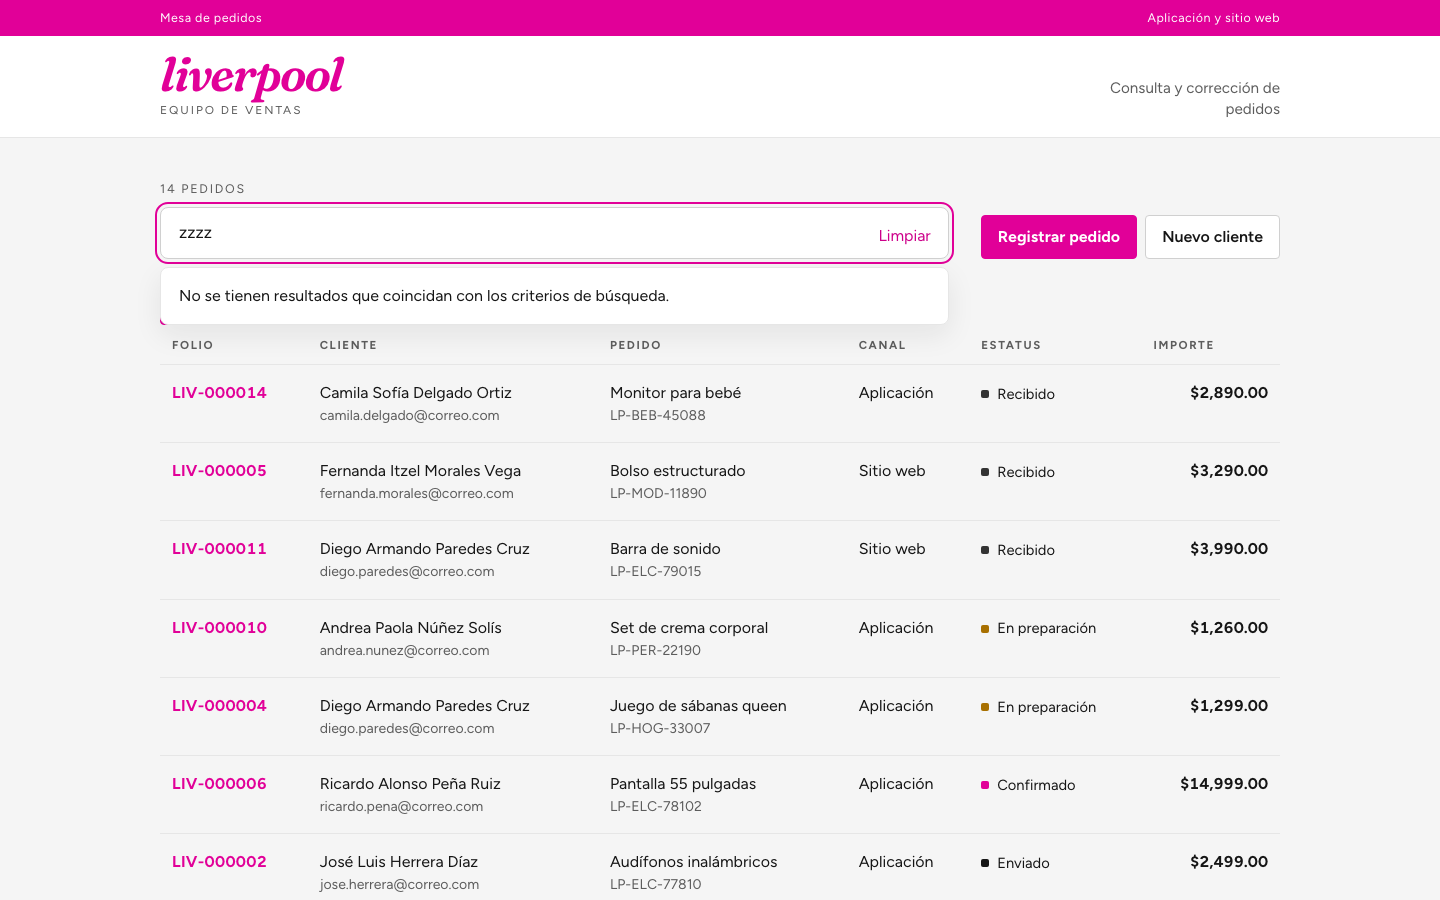 Mesa de pedidos
Aplicación y sitio web
liverpool
EQUIPO DE VENTAS
Consulta y corrección de
pedidos
14 PEDIDOS
zzzz
Limpiar
Registrar pedido
Nuevo cliente
No se tienen resultados que coincidan con los criterios de búsqueda.
FOLIO CLIENTE PEDIDO CANAL ESTATUS IMPORTE
LIV-000014 Camila Sofía Delgado Ortiz Monitor para bebé Aplicación Recibido $2,890.00
camila.delgado@correo.com LP-BEB-45088
LIV-000005 Fernanda Itzel Morales Vega Bolso estructurado Sitio web Recibido $3,290.00
fernanda.morales@correo.com LP-MOD-11890
LIV-000011 Diego Armando Paredes Cruz Barra de sonido Sitio web Recibido $3,990.00
diego.paredes@correo.com LP-ELC-79015
LIV-000010 Andrea Paola Núñez Solís Set de crema corporal Aplicación En preparación $1,260.00
andrea.nunez@correo.com LP-PER-22190
LIV-000004 Diego Armando Paredes Cruz Juego de sábanas queen Aplicación En preparación $1,299.00
diego.paredes@correo.com LP-HOG-33007
LIV-000006 Ricardo Alonso Peña Ruiz Pantalla 55 pulgadas Aplicación Confirmado $14,999.00
ricardo.pena@correo.com LP-ELC-78102
LIV-000002 José Luis Herrera Díaz Audífonos inalámbricos Aplicación Enviado $2,499.00
jose.herrera@correo.com LP-ELC-77810